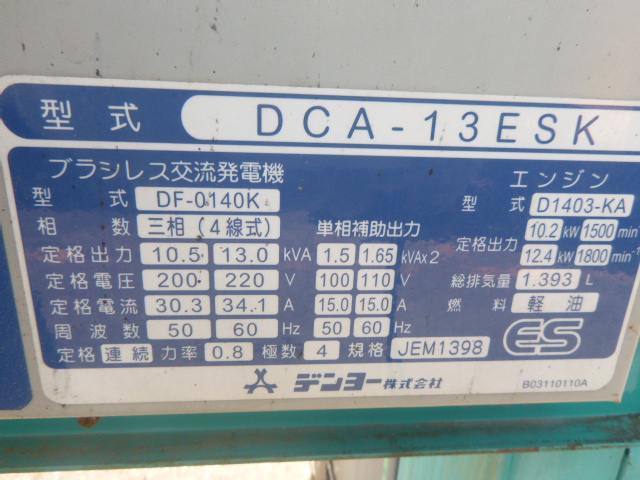 型式 DCA-13ESK
ブラシレス交流発電機
型式 DF-0140K
相数 三相(4線式) 単相補助出力
定格出力 10.5 13.0 kVA 1.5 1.65 kVA×2
定格電圧 200 220 V 100 110 V
定格電流 30.3 34.1 A 15.0 15.0 A
周波数 50 60 Hz 50 60 Hz
定格 連続 力率 0.8 極数 4 規格 JEM1398
エンジン
型式 D1403-KA
定格出力 10.2 kW 1500 min⁻¹
12.4 kW 1800 min⁻¹
総排気量 1.393 L
燃料 軽油
ES
デンヨー株式会社
B03110110A